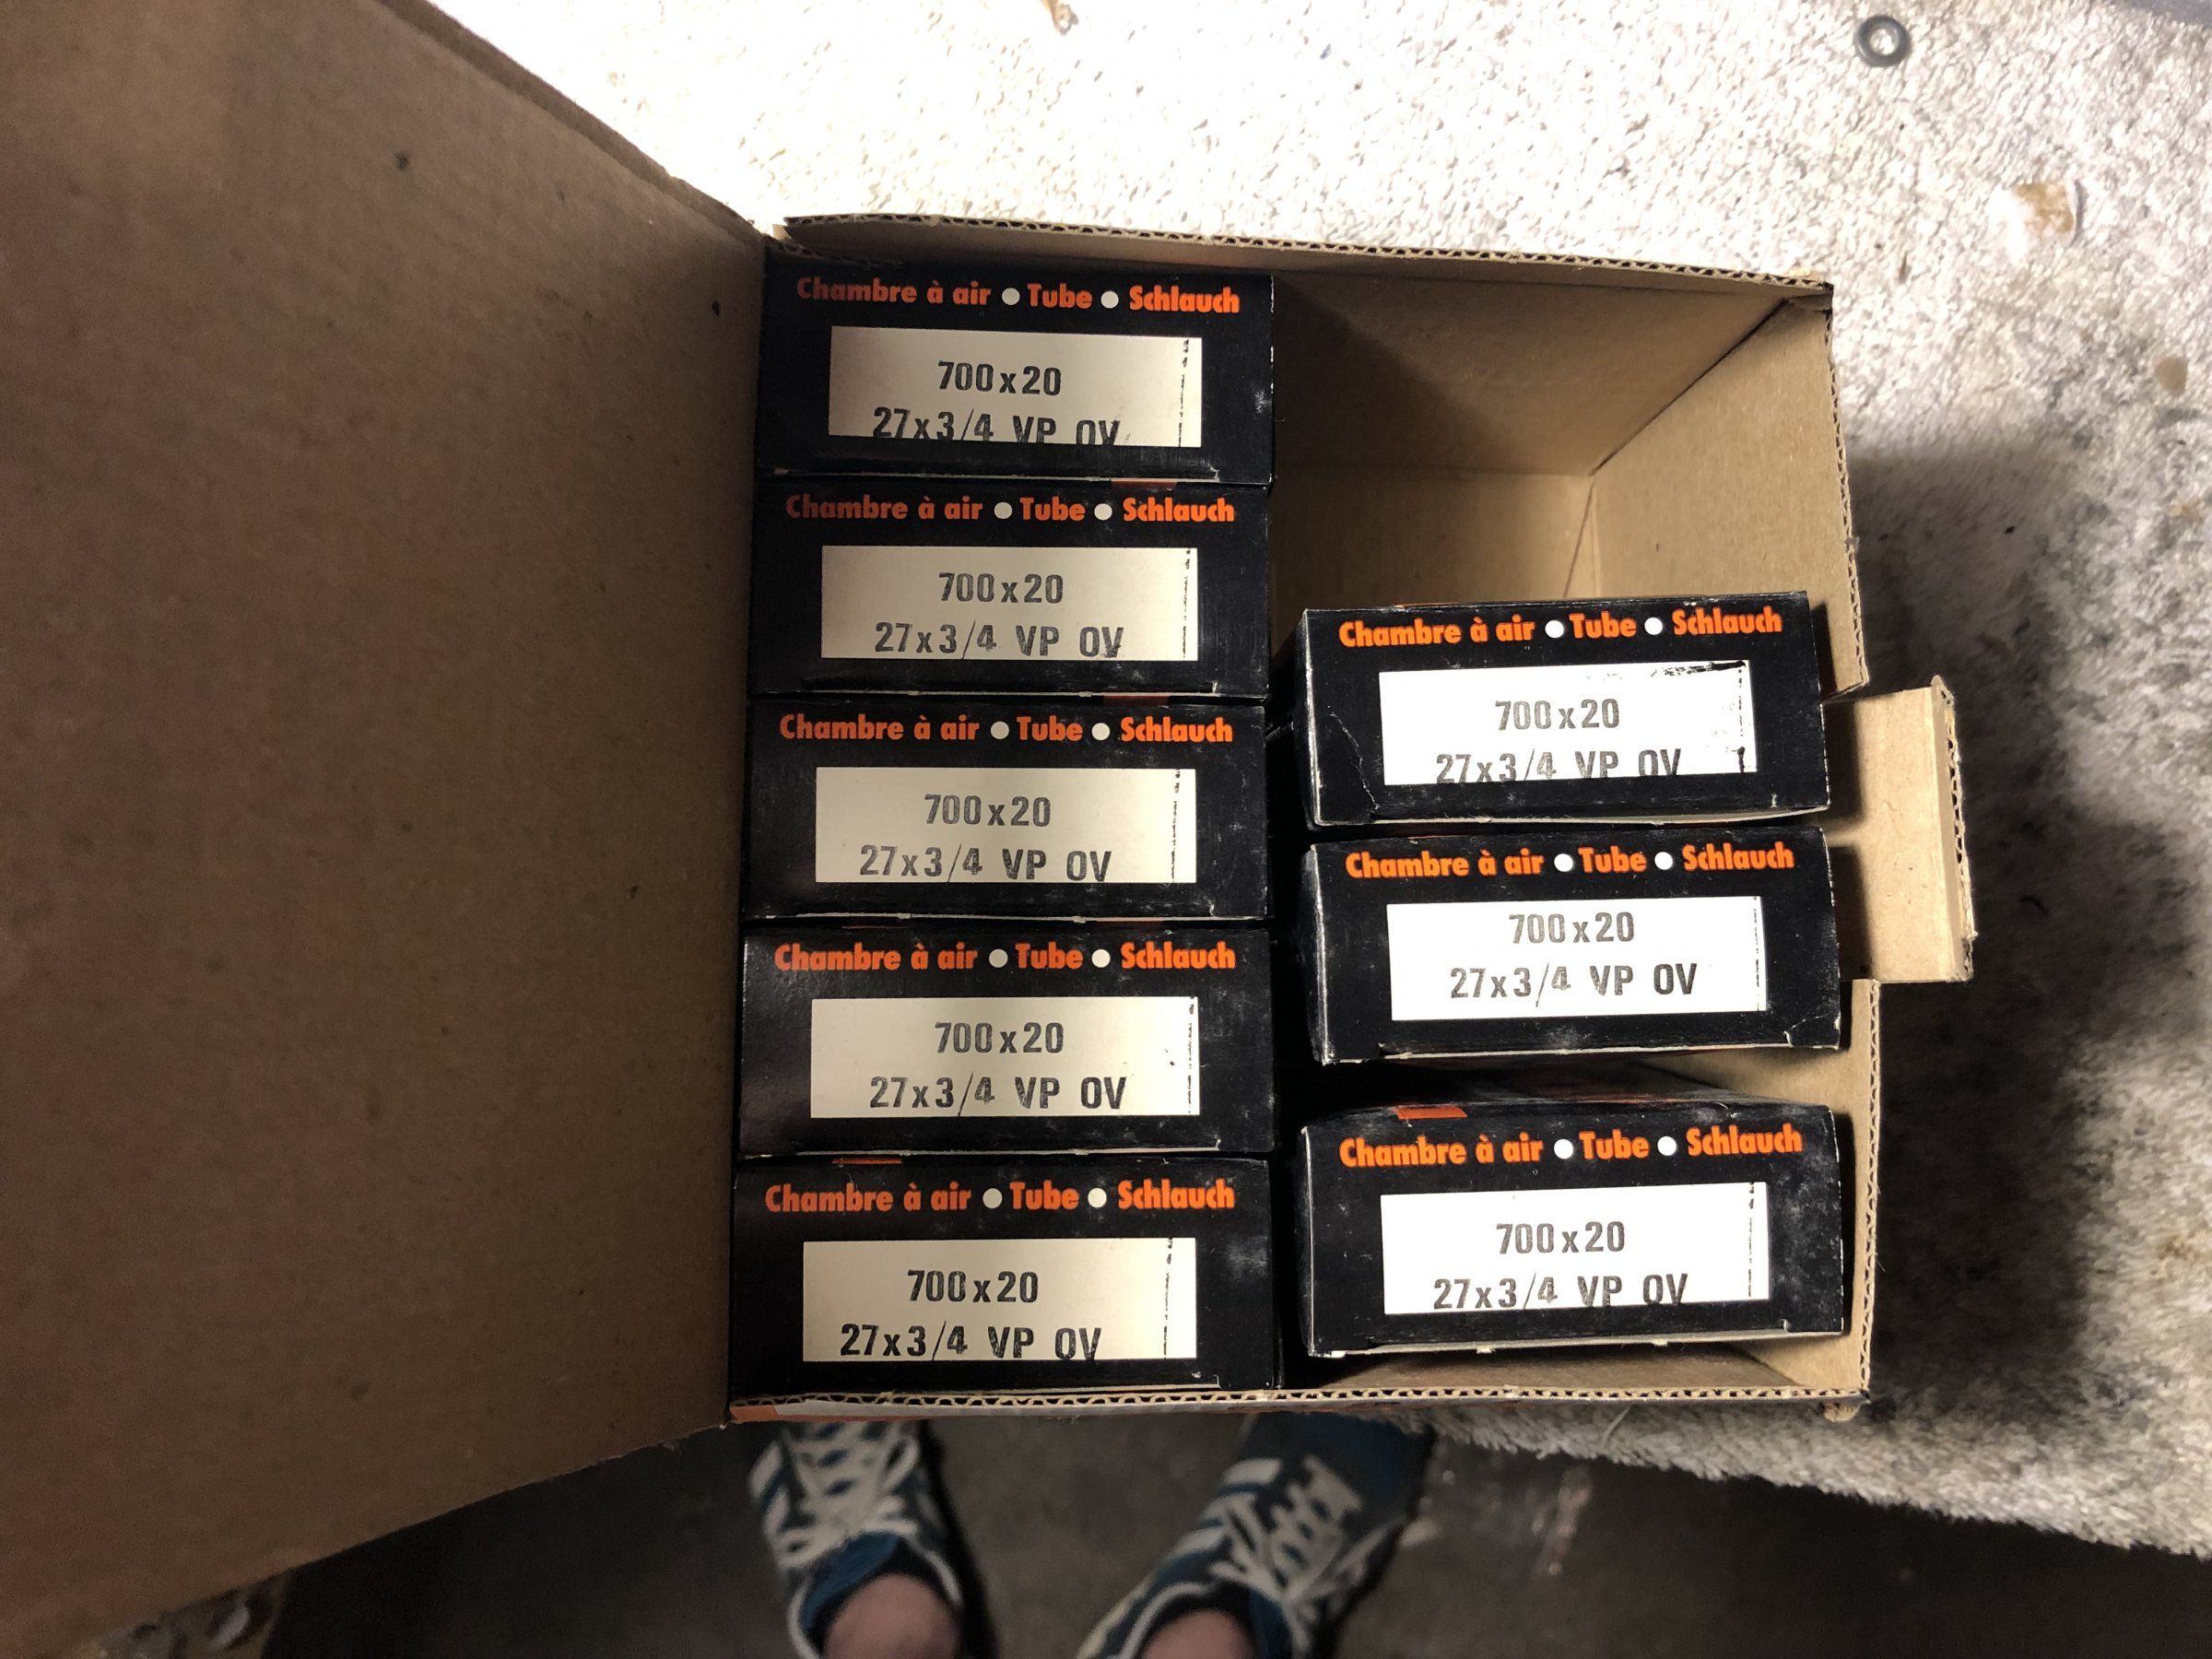 Chambre à air ● Tube ● Schlauch
700x20
27x3/4 VP OV
Chambre à air ● Tube ● Schlauch
700x20
27x3/4 VP OV
Chambre à air ● Tube ● Schlauch
700x20
27x3/4 VP OV
Chambre à air ● Tube ● Schlauch
700x20
27x3/4 VP OV
Chambre à air ● Tube ● Schlauch
700x20
27x3/4 VP OV
Chambre à air ● Tube ● Schlauch
700x20
27x3/4 VP OV
Chambre à air ● Tube ● Schlauch
700x20
27x3/4 VP OV
Chambre à air ● Tube ● Schlauch
700x20
27x3/4 VP OV